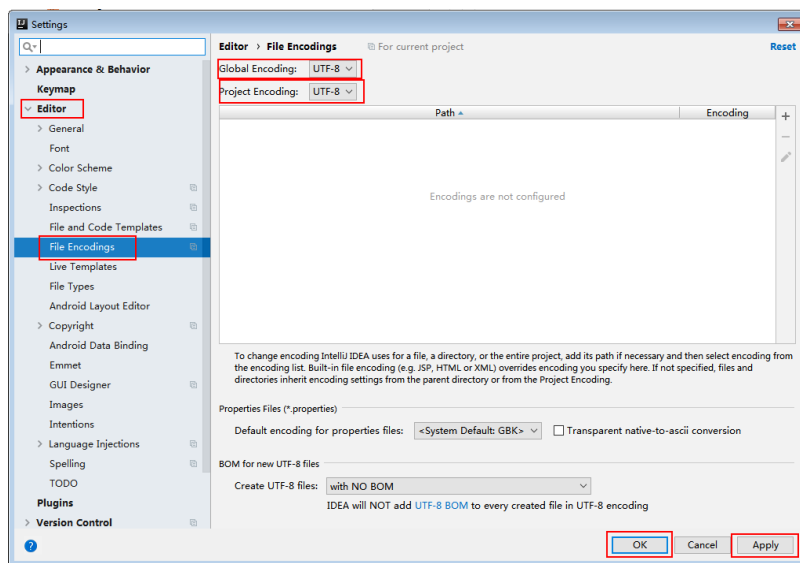 Settings
Editor › File Encodings
For current project
Reset
Appearance & Behavior
Keymap
Editor
General
Font
Color Scheme
Code Style
Inspections
File and Code Templates
File Encodings
Live Templates
File Types
Android Layout Editor
Copyright
Android Data Binding
Emmet
GUI Designer
Images
Intentions
Language Injections
Spelling
TODO
Plugins
Version Control
Global Encoding: UTF-8
Project Encoding: UTF-8
Path Encoding
Encodings are not configured
To change encoding IntelliJ IDEA uses for a file, a directory, or the entire project, add its path if necessary and then select encoding from
the encoding list. Built-in file encoding (e.g. JSP, HTML or XML) overrides encoding you specify here. If not specified, files and
directories inherit encoding settings from the parent directory or from the Project Encoding.
Properties Files (*.properties)
Default encoding for properties files: <System Default: GBK> Transparent native-to-ascii conversion
BOM for new UTF-8 files
Create UTF-8 files: with NO BOM
IDEA will NOT add UTF-8 BOM to every created file in UTF-8 encoding
? OK Cancel Apply